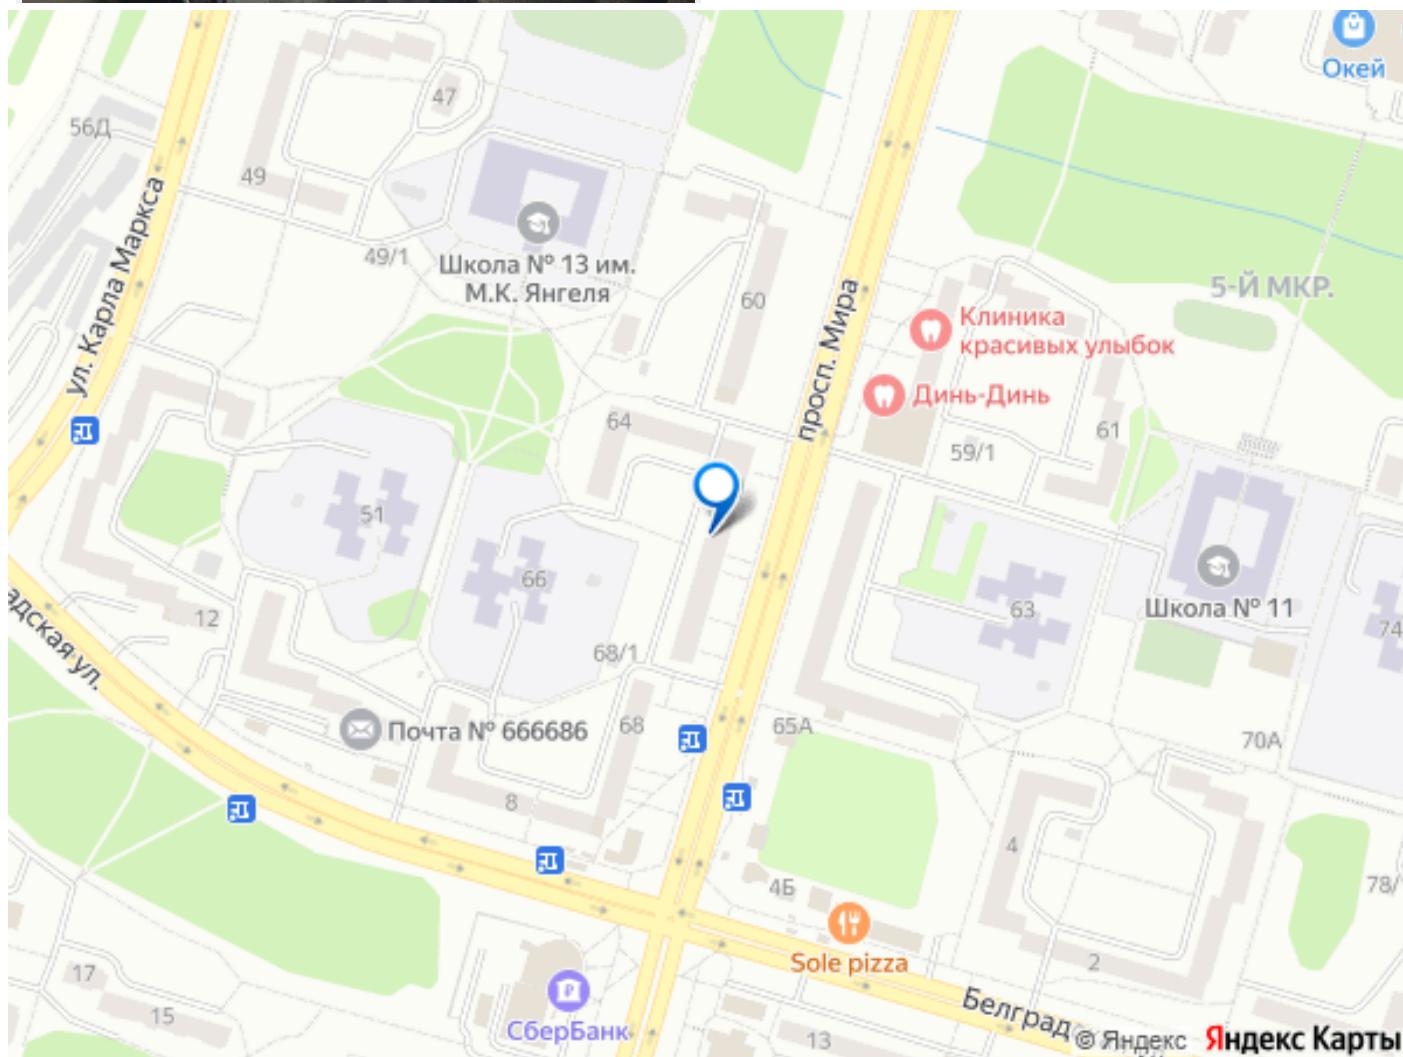 Окей
47
56Д
49
ул. Карла Маркса
49/1
Школа № 13 им.
М.К. Янгеля
60
просп. Мира
5-Й МКР.
Клиника
красивых улыбок
Динь-Динь
64
61
59/1
51
66
63
Школа № 11
74
12
адская ул.
68/1
Почта № 666686
68
65А
70А
8
4
4Б
78/
Sole pizza
2
17
15
СберБанк
13
Белград
© Яндекс Яндекс Карты